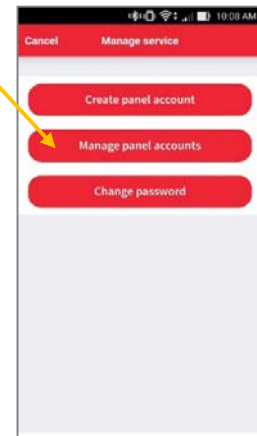 10:08 AM
Cancel Manage service
Create panel account
Manage panel accounts
Change password